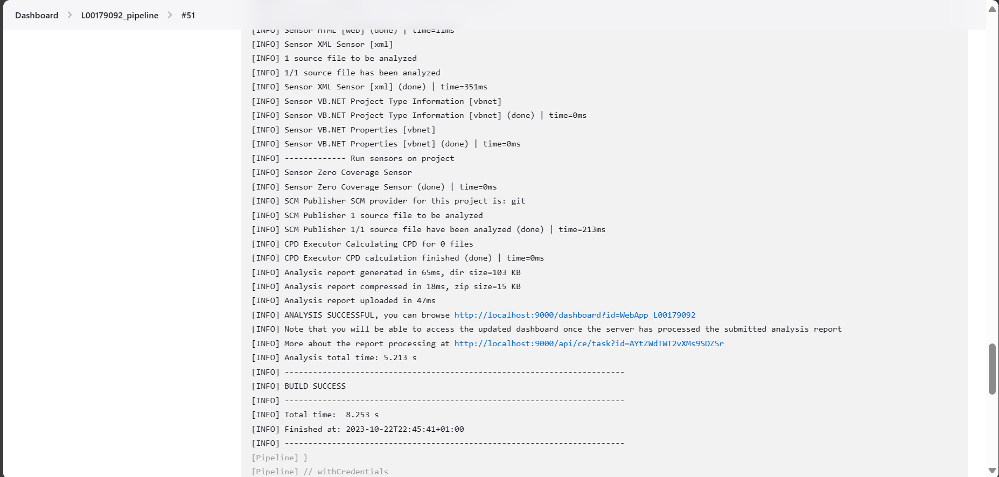 Dashboard > L00179092_pipeline > #51
[INFO] Sensor HTML [web] (done) | time=11ms
[INFO] Sensor XML Sensor [xml]
[INFO] 1 source file to be analyzed
[INFO] 1/1 source file has been analyzed
[INFO] Sensor XML Sensor [xml] (done) | time=351ms
[INFO] Sensor VB.NET Project Type Information [vbnet]
[INFO] Sensor VB.NET Project Type Information [vbnet] (done) | time=0ms
[INFO] Sensor VB.NET Properties [vbnet]
[INFO] Sensor VB.NET Properties [vbnet] (done) | time=0ms
[INFO] ------------- Run sensors on project
[INFO] Sensor Zero Coverage Sensor
[INFO] Sensor Zero Coverage Sensor (done) | time=0ms
[INFO] SCM Publisher SCM provider for this project is: git
[INFO] SCM Publisher 1 source file to be analyzed
[INFO] SCM Publisher 1/1 source file have been analyzed (done) | time=213ms
[INFO] CPD Executor Calculating CPD for 0 files
[INFO] CPD Executor CPD calculation finished (done) | time=0ms
[INFO] Analysis report generated in 65ms, dir size=103 KB
[INFO] Analysis report compressed in 18ms, zip size=15 KB
[INFO] Analysis report uploaded in 47ms
[INFO] ANALYSIS SUCCESSFUL, you can browse http://localhost:9000/dashboard?id=WebApp_L00179092
[INFO] Note that you will be able to access the updated dashboard once the server has processed the submitted analysis report
[INFO] More about the report processing at http://localhost:9000/api/ce/task?id=AYtZWdTWT2vXMs9SDZSr
[INFO] Analysis total time: 5.213 s
[INFO] ------------------------------------------------------------------------
[INFO] BUILD SUCCESS
[INFO] ------------------------------------------------------------------------
[INFO] Total time:  8.253 s
[INFO] Finished at: 2023-10-22T22:45:41+01:00
[INFO] ------------------------------------------------------------------------
[Pipeline] }
[Pipeline] // withCredentials